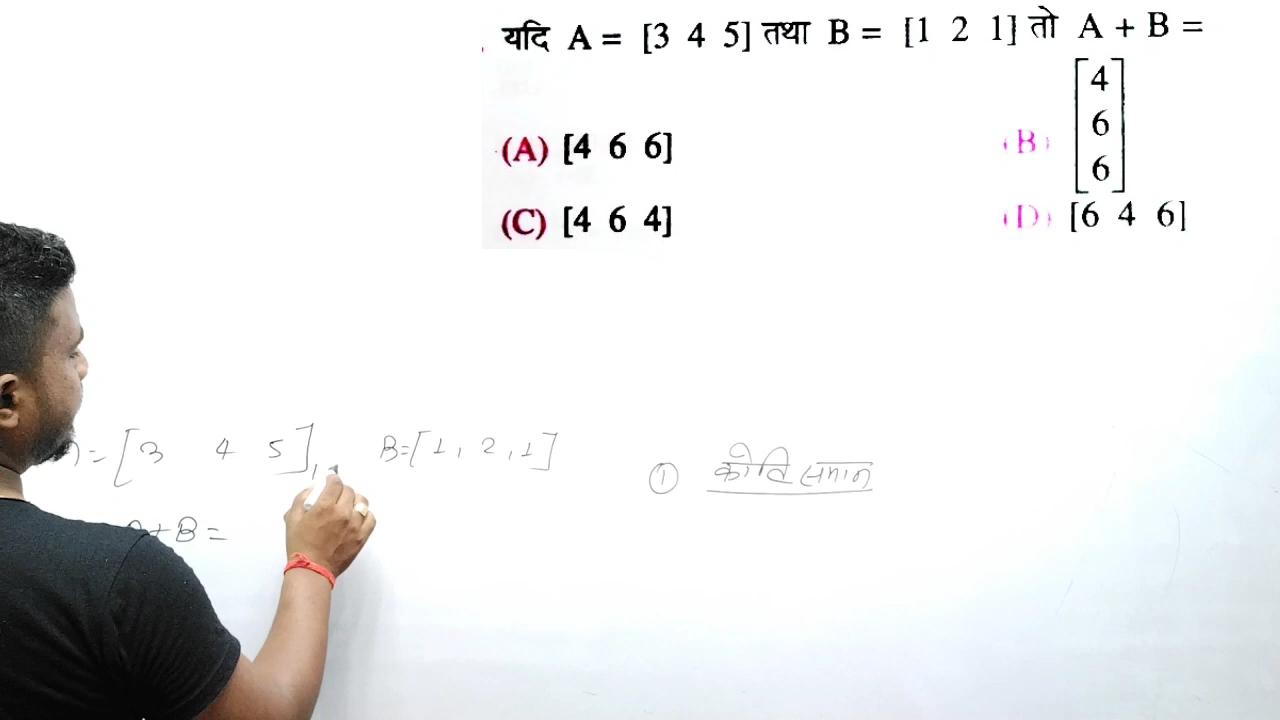 यदि A = [3 4 5] तथा B = [1 2 1] तो A + B =
(A) [4 6 6]
(B) [4 6 6]
(C) [4 6 4]
(D) [6 4 6]
= [3 4 5], B=[1, 2, 1]
① कोटि समान
A+B =